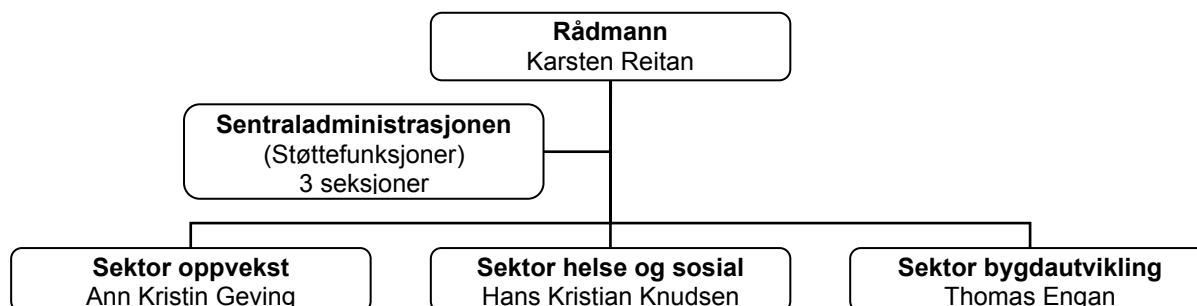 Rådmann
Karsten Reitan
Sentraladministrasjonen
(Støttefunksjoner)
3 seksjoner
Sektor oppvekst
Ann Kristin Geving
Sektor helse og sosial
Hans Kristian Knudsen
Sektor bygdautvikling
Thomas Engan